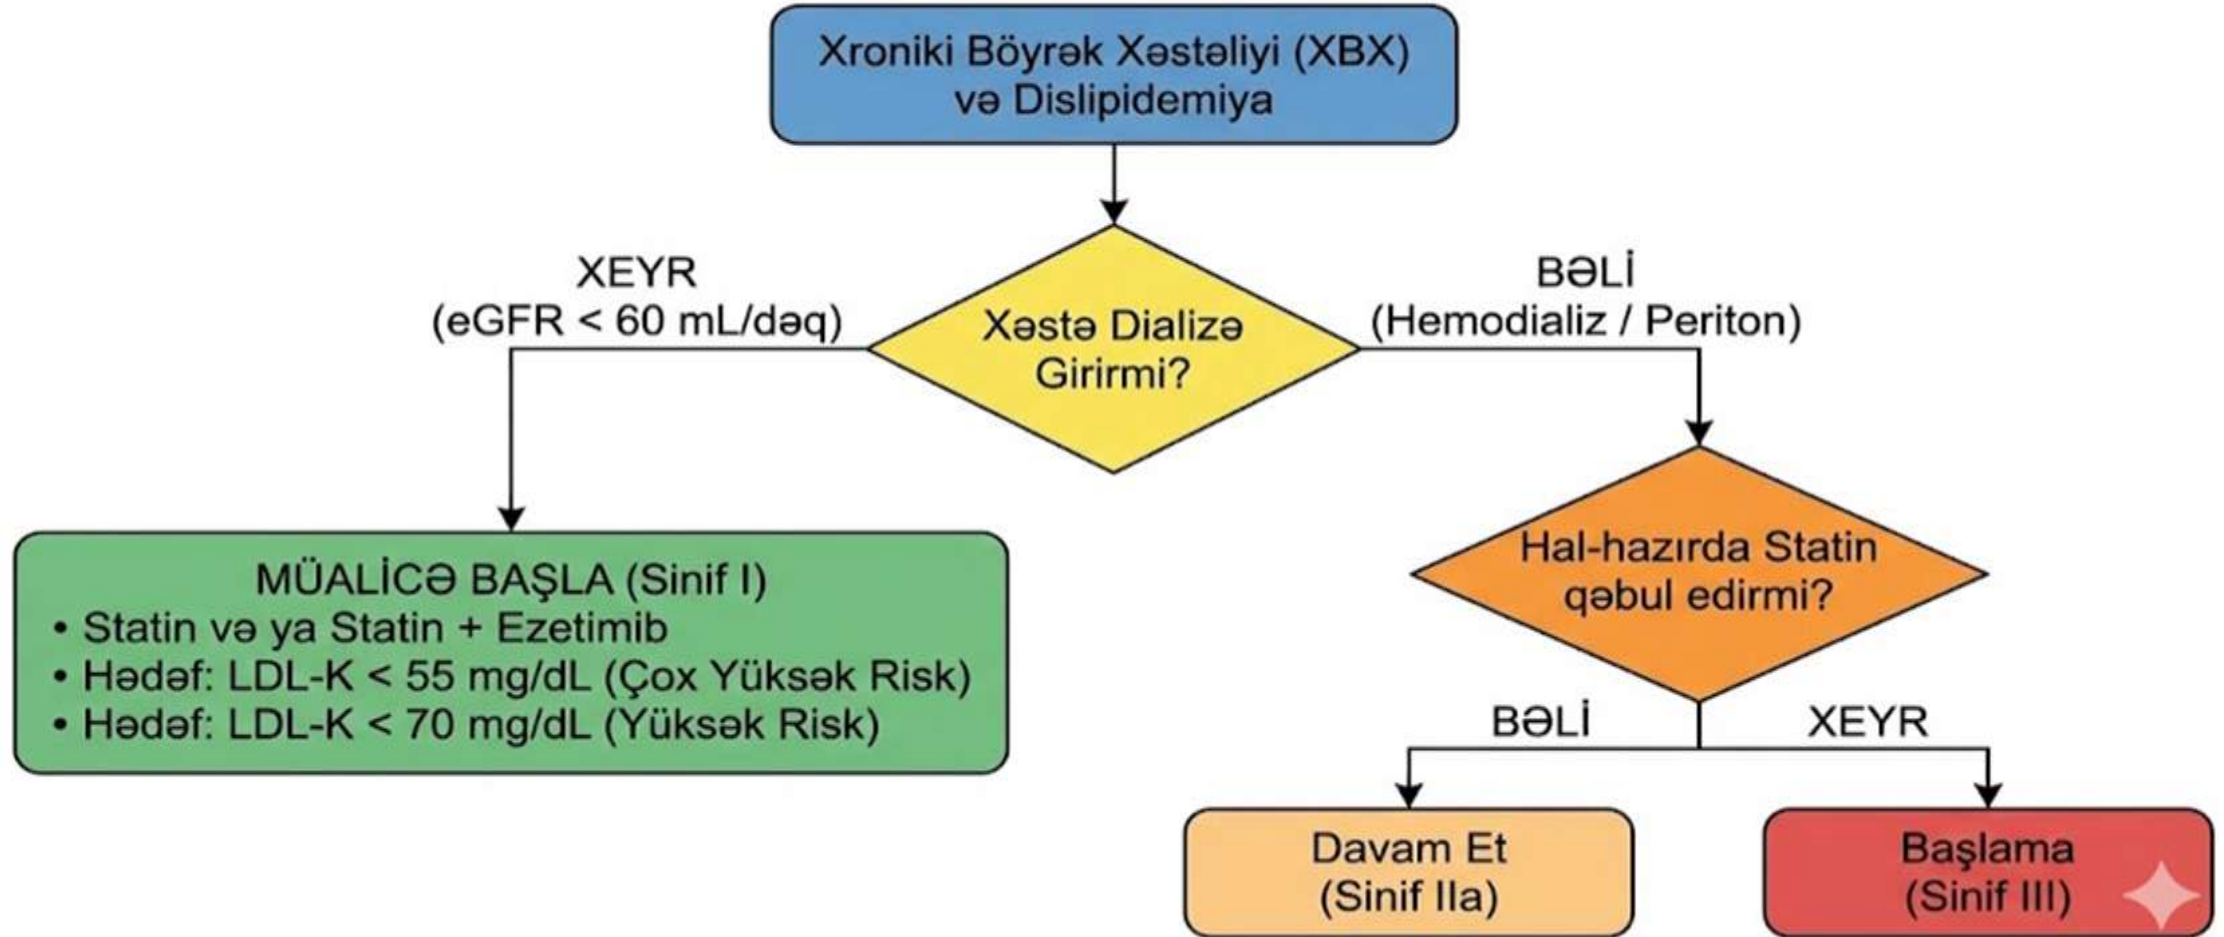 Xroniki Böyrək Xəstəliyi (XBX)
və Dislipidemiya
XEYR
(eGFR < 60 mL/dəq)
Xəstə Dializə
Girirmi?
BƏLİ
(Hemodializ / Periton)
MÜALİCƏ BAŞLA (Sinif I)
• Statin və ya Statin + Ezetimib
• Hədəf: LDL-K < 55 mg/dL (Çox Yüksək Risk)
• Hədəf: LDL-K < 70 mg/dL (Yüksək Risk)
Hal-hazırda Statin
qəbul edirmi?
BƏLİ
XEYR
Davam Et
(Sinif IIa)
Başlama
(Sinif III)